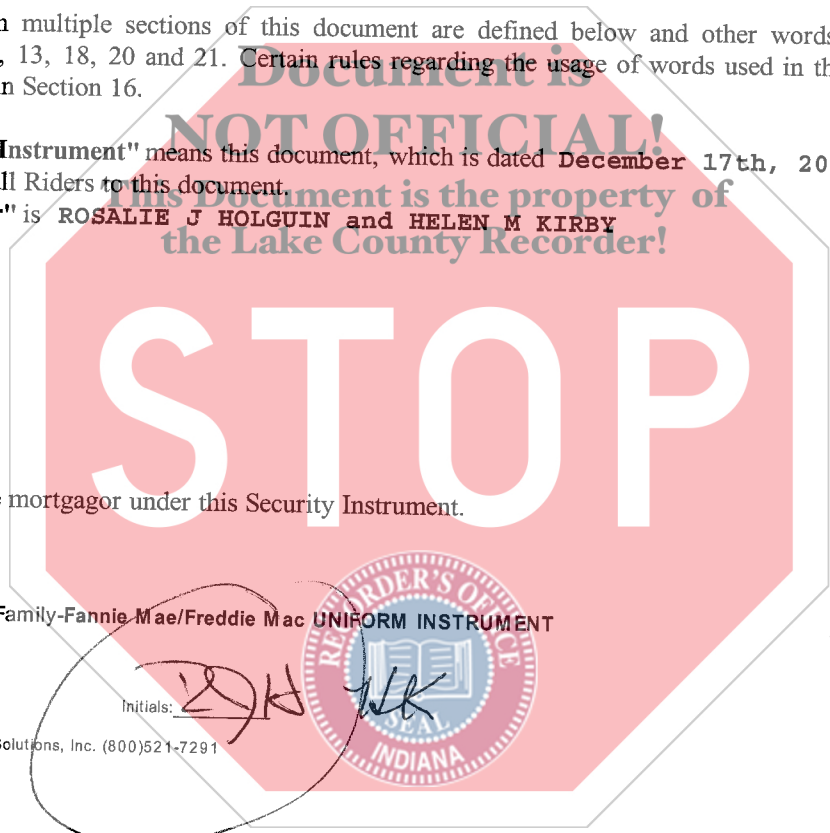 multiple sections of this document are defined below and other words
, 13, 18, 20 and 21. Certain rules regarding the usage of words used in th
n Section 16.
Document is
NOT OFFICIAL!
Instrument" means this document, which is dated December 17th, 20
ll Riders to this document.
This Document is the property of
" is ROSALIE J HOLGUIN and HELEN M KIRBY
the Lake County Recorder!
STOP
mortgagor under this Security Instrument.
Family-Fannie Mae/Freddie Mac UNIFORM INSTRUMENT
RECORDER'S OFFICE
Initials: HK
SEAL
Solutions, Inc. (800)521-7291
INDIANA